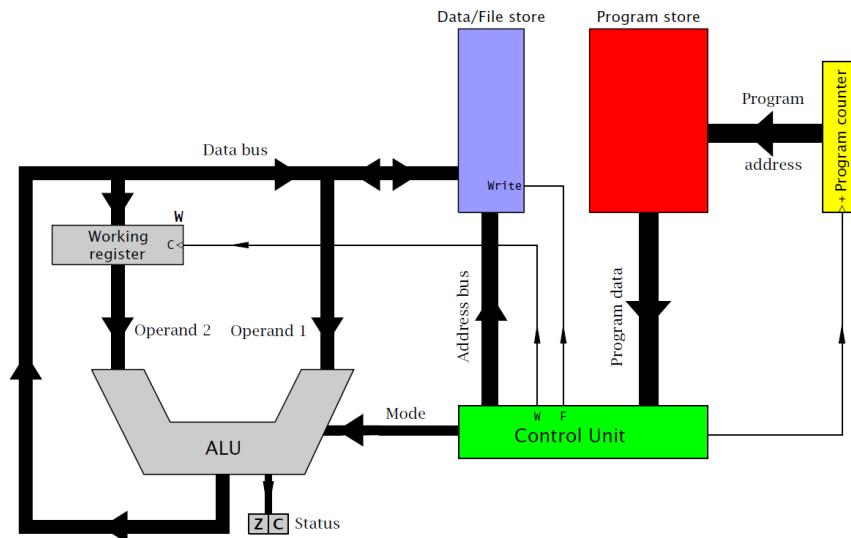 Data/File store
Program store
Program
address
>+ Program counter
Data bus
Write
W
Working
register
C<
Operand 2
Operand 1
Address bus
Program data
Mode
W F
Control Unit
ALU
Z C Status